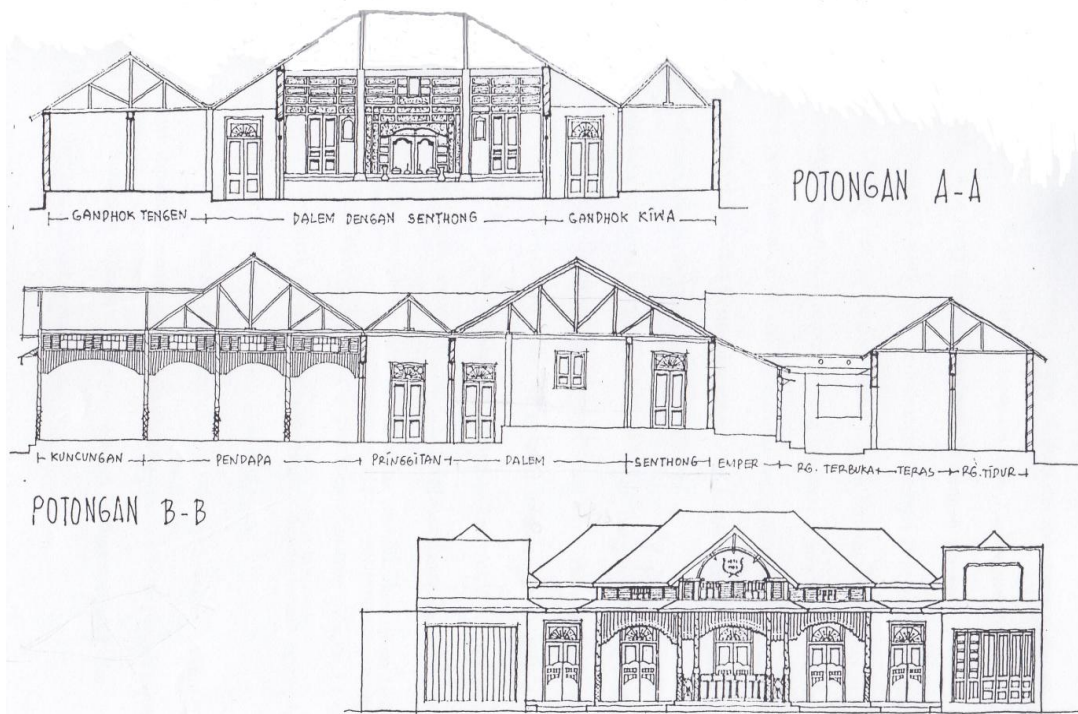 POTONGAN A-A
GANDHOK TENGEN DALEM DENGAN SENTHONG GANDHOK KIWA
KUNCUNGAN PENDAPA PRINGGITAN DALEM SENTHONG EMPER RG. TERBUKA TERAS RG. TIDUR
POTONGAN B-B